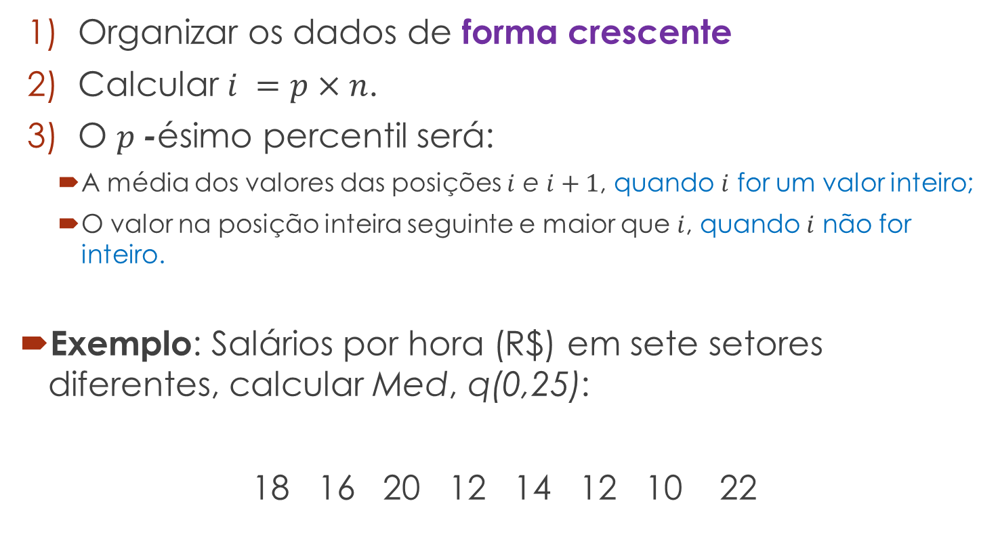 1) Organizar os dados de forma crescente
2) Calcular i = p × n.
3) O p -ésimo percentil será:
A média dos valores das posições i e i + 1, quando i for um valor inteiro;
O valor na posição inteira seguinte e maior que i, quando i não for
inteiro.
Exemplo: Salários por hora (R$) em sete setores
diferentes, calcular Med, q(0,25):
18 16 20 12 14 12 10 22